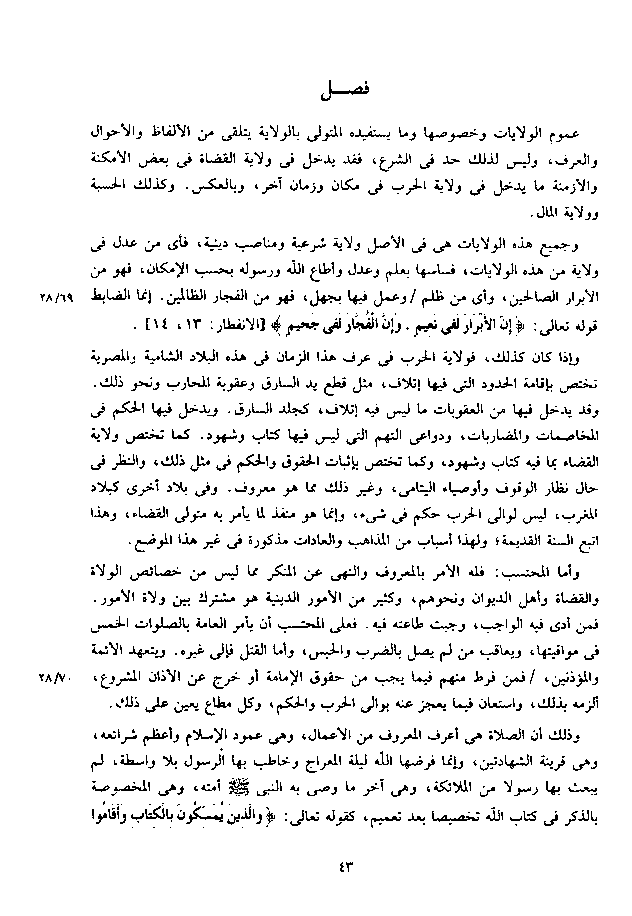 فصــل
عموم الولايات وخصوصها وما يستفيده المتولى بالولاية يتلقى من الألفاظ والأحوال
والعرف، وليس لذلك حد فى الشرع، فقد يدخل فى ولاية القضاة فى بعض الأمكنة
والأزمنة ما يدخل فى ولاية الحرب فى مكان وزمان آخر، وبالعكس. وكذلك الحسبة
وولاية المال.
وجميع هذه الولايات هى فى الأصل ولاية شرعية ومناصب دينية، فأى من عدل فى
ولاية من هذه الولايات، فساسها بعلم وعدل وأطاع الله ورسوله بحسب الإمكان، فهو من
الأبرار الصالحين، وأى من ظلم / وعمل فيها بجهل، فهو من الفجار الظالمين. إنما الضابط ٢٨/٦٩
قوله تعالى: ﴿ إِنَّ الأَبْرَارَ لَفِي نَعِيم . وَإِنَّ الْفُجَّارَ لَفِي جَحِيم ﴾ [الانفطار: ١٣، ١٤] .
وإذا كان كذلك، فولاية الحرب فى عرف هذا الزمان فى هذه البلاد الشامية والمصرية
تختص بإقامة الحدود التى فيها إتلاف، مثل قطع يد السارق وعقوبة المحارب ونحو ذلك.
وقد يدخل فيها من العقوبات ما ليس فيه إتلاف، كجلد السارق. ويدخل فيها الحكم فى
المخاصمات والمضاربات، ودواعى التهم التى ليس فيها كتاب وشهود. كما تختص ولاية
القضاء بما فيه كتاب وشهود، وكما تختص بإثبات الحقوق والحكم فى مثل ذلك، والنظر فى
حال نظار الوقوف وأوصياء اليتامى، وغير ذلك مما هو معروف. وفى بلاد أخرى كبلاد
المغرب، ليس لوالى الحرب حكم فى شىء، وإنما هو منفذ لما يأمر به متولى القضاء، وهذا
اتبع السنة القديمة؛ ولهذا أسباب من المذاهب والعادات مذكورة فى غير هذا الموضع.
وأما المحتسب: فله الأمر بالمعروف والنهى عن المنكر مما ليس من خصائص الولاة
والقضاة وأهل الديوان ونحوهم، وكثير من الأمور الدينية هو مشترك بين ولاة الأمور.
فمن أدى فيه الواجب، وجبت طاعته فيه. فعلى المحتسب أن يأمر العامة بالصلوات الخمس
فى مواقيتها، ويعاقب من لم يصل بالضرب والحبس، وأما القتل فإلى غيره. ويتعهد الأئمة
والمؤذنين، / فمن فرط منهم فيما يجب من حقوق الإمامة أو خرج عن الأذان المشروع، ٢٨/٧٠
ألزمه بذلك، واستعان فيما يعجز عنه بوالى الحرب والحكم، وكل مطاع يعين على ذلك.
وذلك أن الصلاة هى أعرف المعروف من الأعمال، وهى عمود الإسلام وأعظم شرائعه،
وهى قرينة الشهادتين، وإنما فرضها الله ليلة المعراج وخاطب بها الرسول بلا واسطة، لم
يبعث بها رسولا من الملائكة، وهى آخر ما وصى به النبى ﷺ أمته، وهى المخصوصة
بالذكر فى كتاب الله تخصيصا بعد تعميم، كقوله تعالى: ﴿ وَالَّذِينَ يُمَسِّكُونَ بِالْكِتَابِ وَأَقَامُوا
٤٣